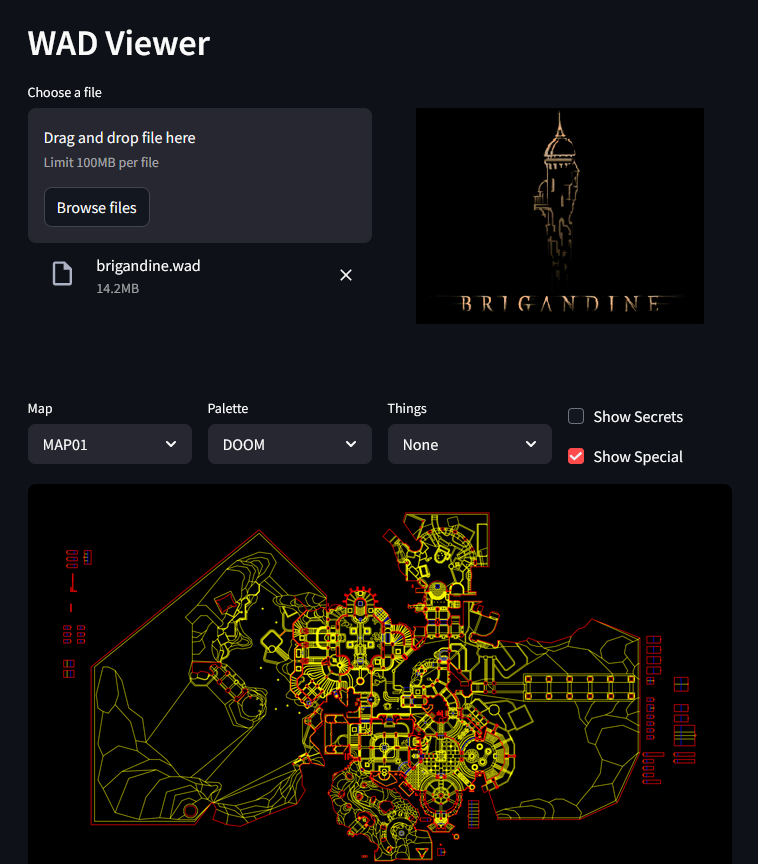 WAD Viewer
Choose a file
Drag and drop file here
Limit 100MB per file
Browse files
brigandine.wad
14.2MB
BRIGANDINE
Map
Palette
Things
MAP01
DOOM
None
Show Secrets
Show Special